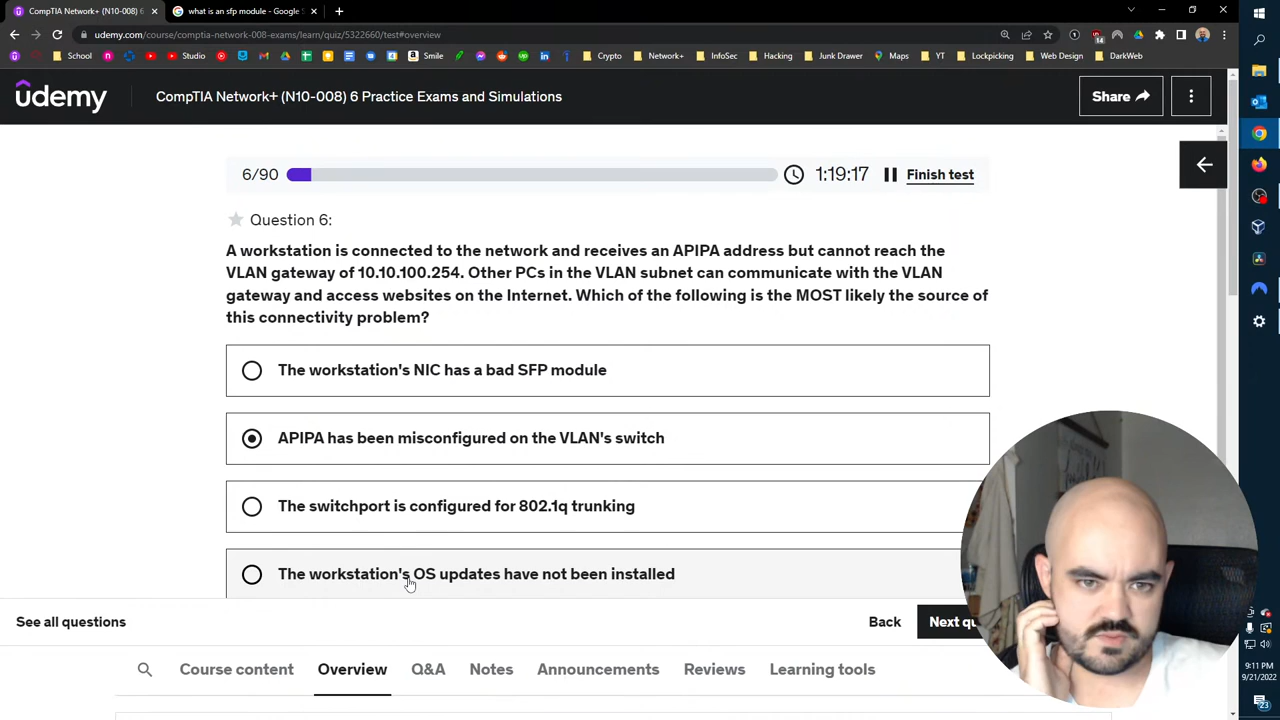 CompTIA Network+ (N10-008) 6
what is an sfp module - Google S
udemy.com/course/comptia-network-008-exams/learn/quiz/5322660/test#overview
School
Studio
Smile
Crypto
Network+
InfoSec
Hacking
Junk Drawer
Maps
YT
Lockpicking
Web Design
DarkWeb
14
ûdemy
CompTIA Network+ (N10-008) 6 Practice Exams and Simulations
Share
6/90
1:19:17
Finish test
Question 6:
A workstation is connected to the network and receives an APIPA address but cannot reach the
VLAN gateway of 10.10.100.254. Other PCs in the VLAN subnet can communicate with the VLAN
gateway and access websites on the Internet. Which of the following is the MOST likely the source of
this connectivity problem?
The workstation's NIC has a bad SFP module
APIPA has been misconfigured on the VLAN's switch
The switchport is configured for 802.1q trunking
The workstation's OS updates have not been installed
See all questions
Back
Next qu
Course content
Overview
Q&A
Notes
Announcements
Reviews
Learning tools
9:11 PM
9/21/2022
23